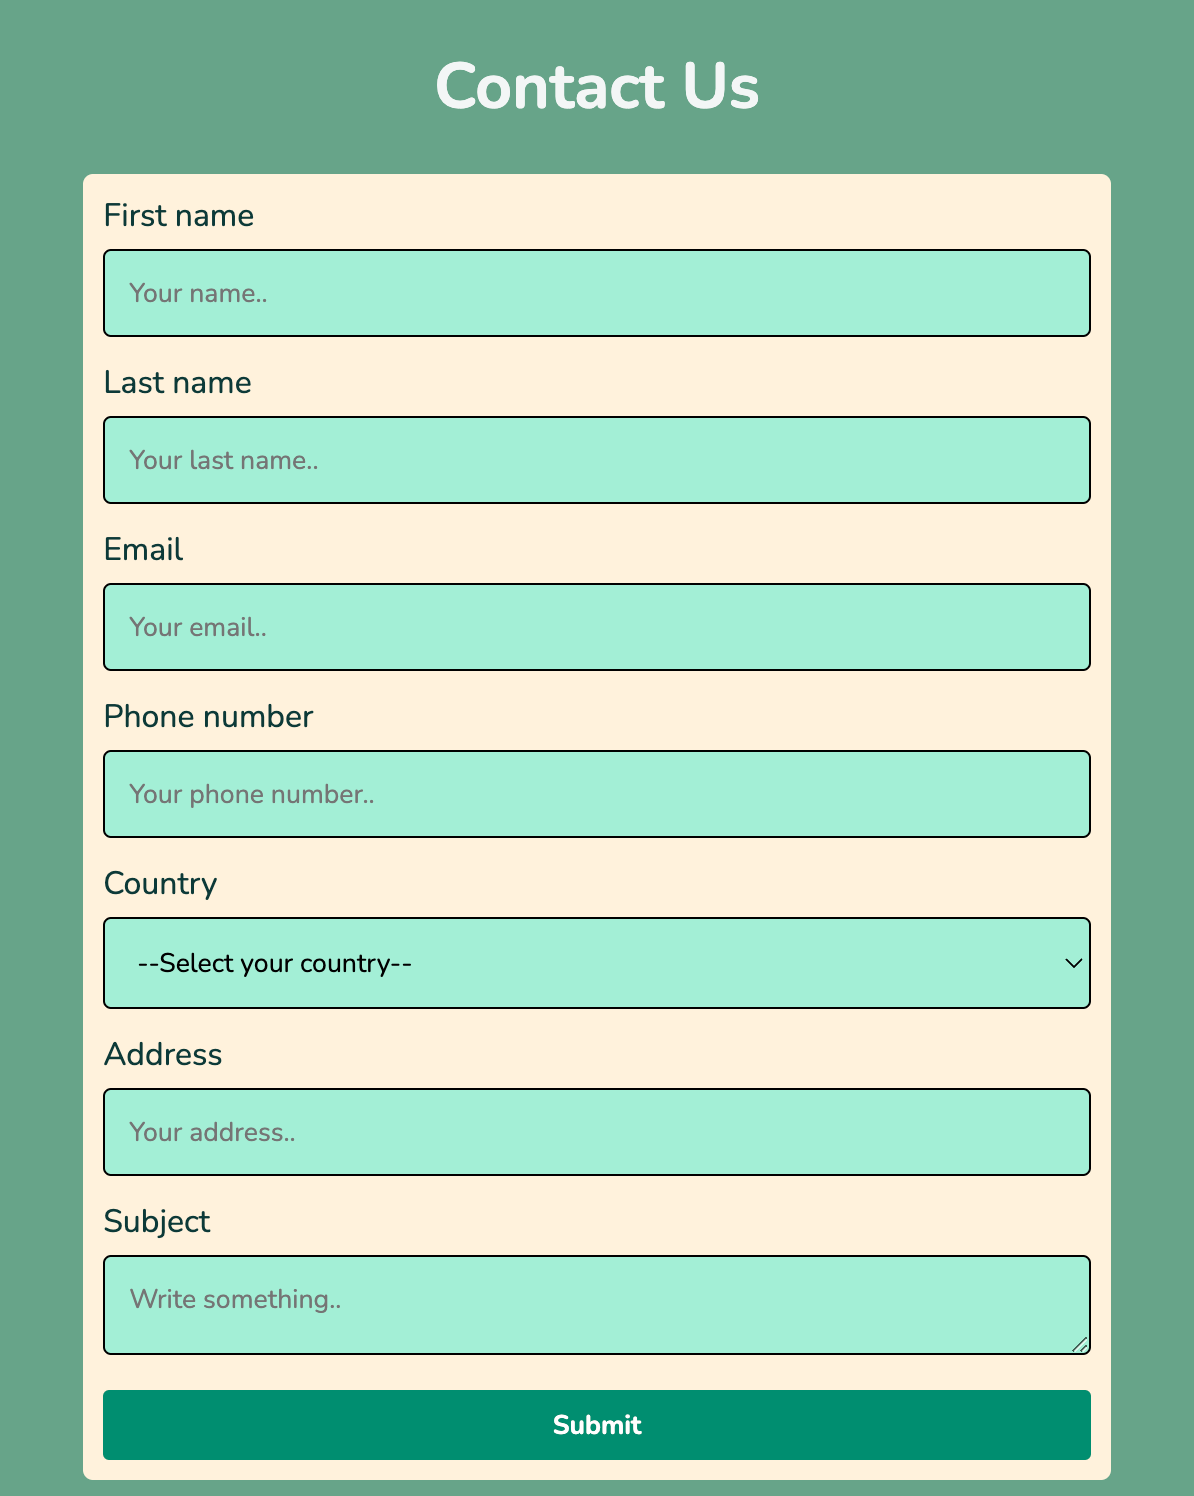 Contact Us
First name
Your name..
Last name
Your last name..
Email
Your email..
Phone number
Your phone number..
Country
--Select your country--
Address
Your address..
Subject
Write something..
Submit